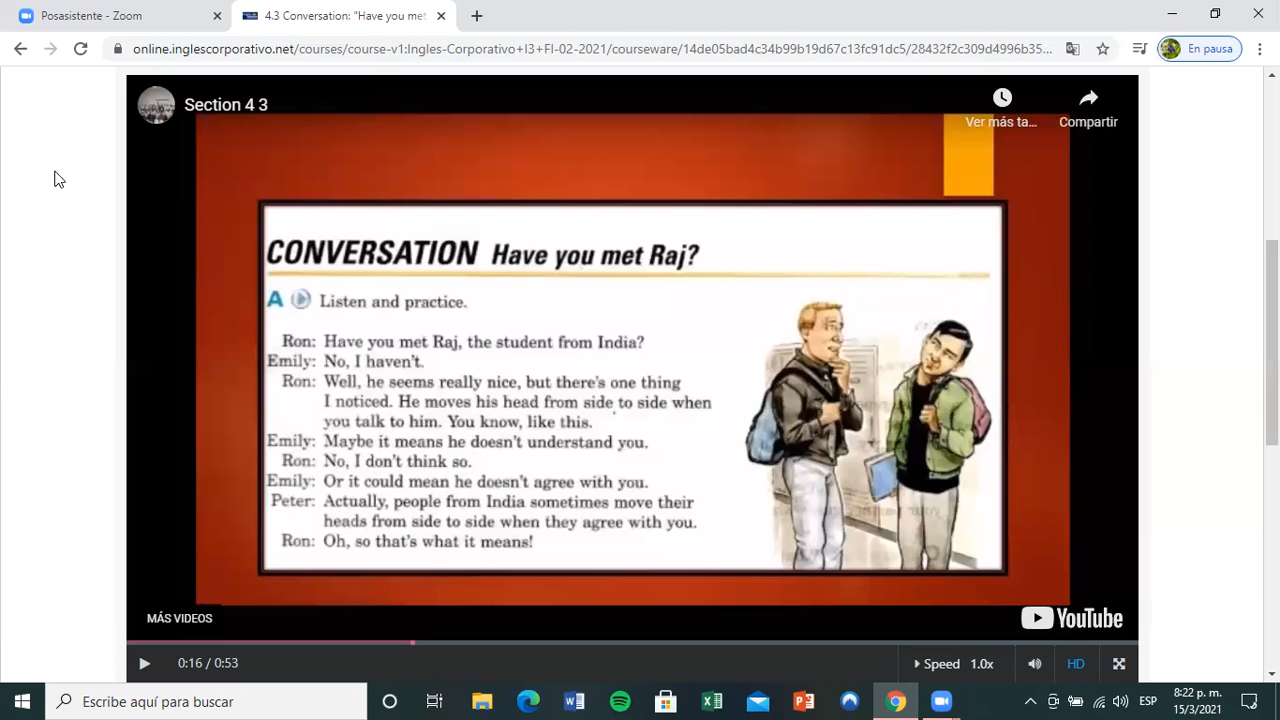 Posasistente - Zoom
4.3 Conversation: "Have you met
online.inglescorporativo.net/courses/course-v1:Ingles-Corporativo+I3+FI-02-2021/courseware/14de05bad4c34b99b19d67c13fc91dc5/28432f2c309d4996b35...
En pausa
Section 4 3
Ver más ta...
Compartir
CONVERSATION Have you met Raj?
A Listen and practice.
Ron: Have you met Raj, the student from India?
Emily: No, I haven't.
Ron: Well, he seems really nice, but there's one thing
I noticed. He moves his head from side to side when
you talk to him. You know, like this.
Emily: Maybe it means he doesn't understand you.
Ron: No, I don't think so.
Emily: Or it could mean he doesn't agree with you.
Peter: Actually, people from India sometimes move their
heads from side to side when they agree with you.
Ron: Oh, so that's what it means!
MÁS VIDEOS
YouTube
0:16 / 0:53
Speed 1.0x
HD
Escribe aquí para buscar
ESP
8:22 p. m.
15/3/2021